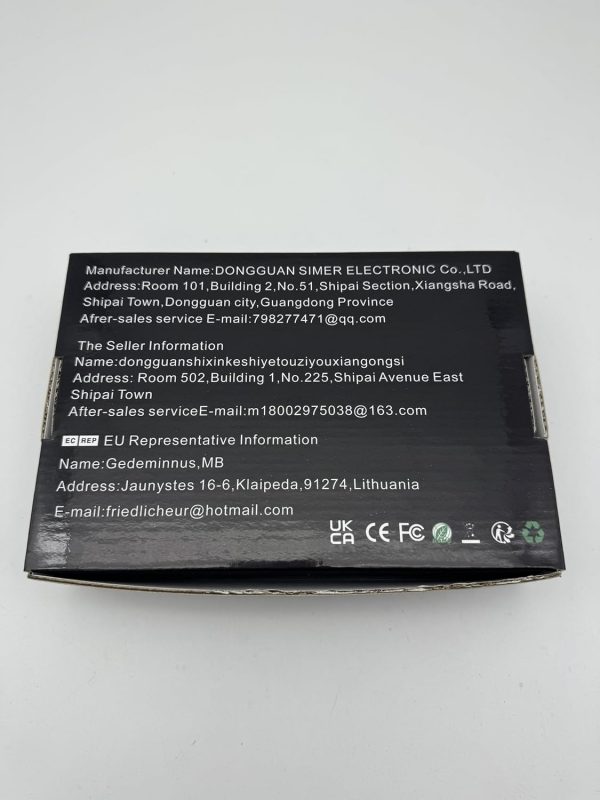 Manufacturer Name:DONGGUAN SIMER ELECTRONIC Co.,LTD
Address:Room 101,Building 2,No.51,Shipai Section,Xiangsha Road,
Shipai Town,Dongguan city,Guangdong Province
Afrer-sales service E-mail:798277471@qq.com
The Seller Information
Name:dongguanshixinkeshiyetouziyouxiangongsi
Address: Room 502,Building 1,No.225,Shipai Avenue East
Shipai Town
After-sales serviceE-mail:m18002975038@163.com
EC REP EU Representative Information
Name:Gedeminnus,MB
Address:Jaunystes 16-6,Klaipeda,91274,Lithuania
E-mail:friedlicheur@hotmail.com
UK CA CE FC